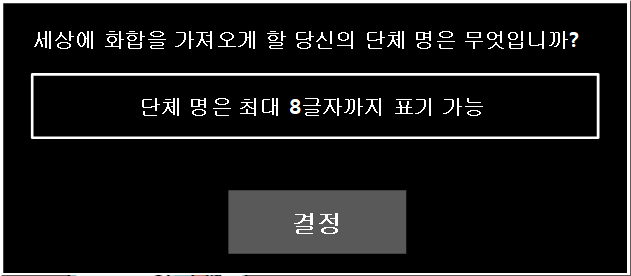 세상에 화합을 가져오게 할 당신의 단체 명은 무엇입니까?
단체 명은 최대 8글자까지 표기 가능
결정